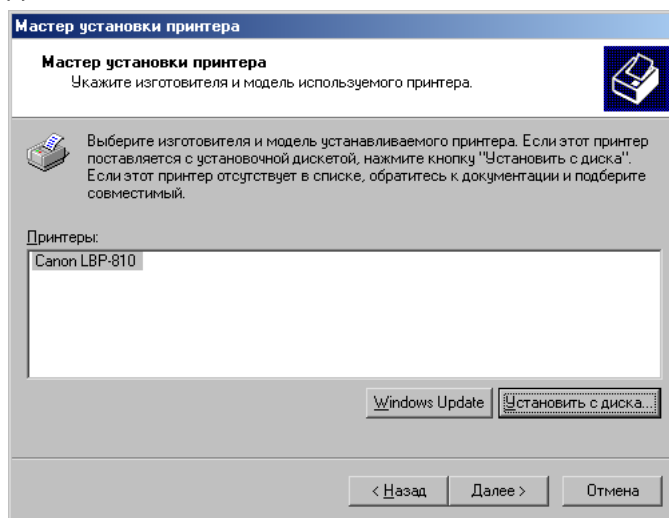 Мастер установки принтера
Мастер установки принтера
Укажите изготовителя и модель используемого принтера.
Выберите изготовителя и модель устанавливаемого принтера. Если этот принтер
поставляется с установочной дискетой, нажмите кнопку "Установить с диска".
Если этот принтер отсутствует в списке, обратитесь к документации и подберите
совместимый.
Принтеры:
Canon LBP-810
Windows Update
Установить с диска...
< Назад
Далее >
Отмена